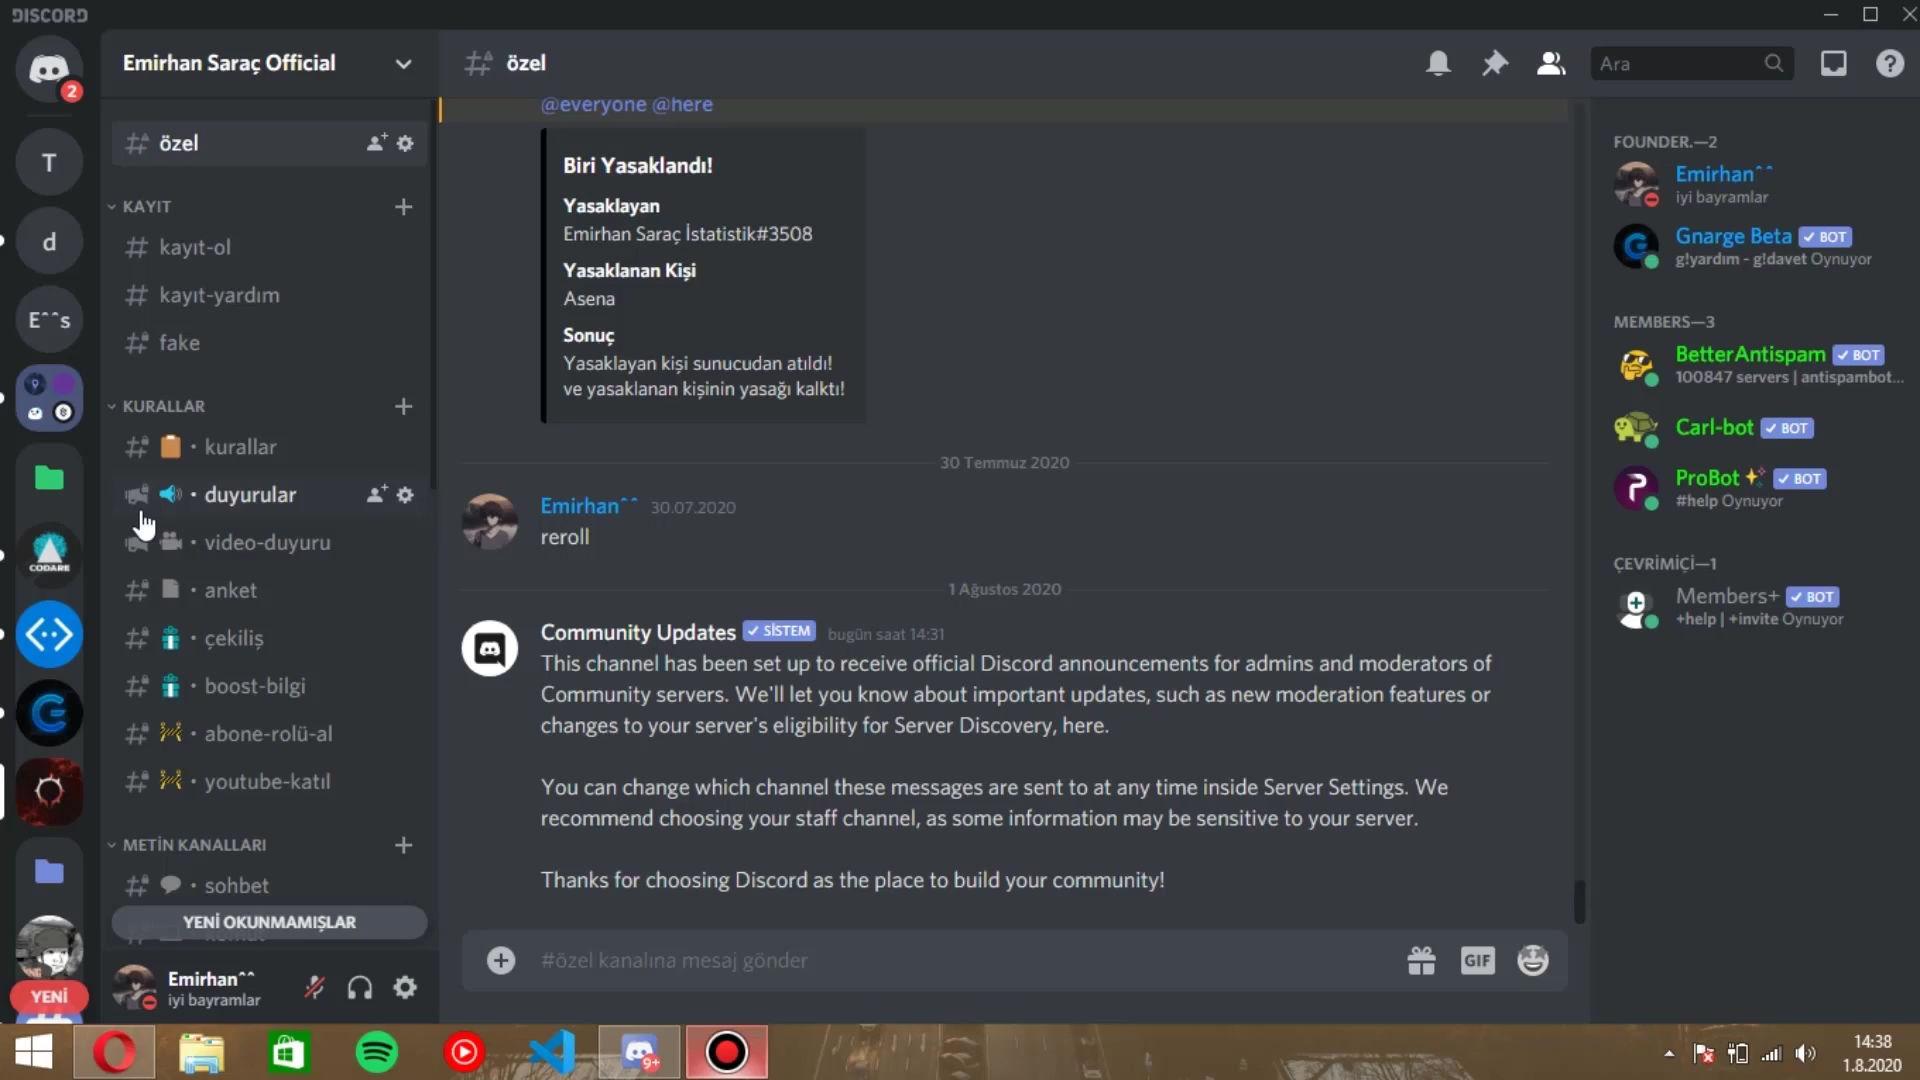 DISCORD
Emirhan Saraç Official
özel
Ara
2
T
d
E^^s
CODARE
YENİ
özel
KAYIT
kayıt-ol
kayıt-yardım
fake
KURALLAR
• kurallar
• duyurular
• video-duyuru
• anket
• çekiliş
• boost-bilgi
• abone-rolü-al
• youtube-katıl
METİN KANALLARI
• sohbet
YENİ OKUNMAMIŞLAR
Emirhan^^
iyi bayramlar
@everyone @here
Biri Yasaklandı!
Yasaklayan
Emirhan Saraç İstatistik#3508
Yasaklanan Kişi
Asena
Sonuç
Yasaklayan kişi sunucudan atıldı!
ve yasaklanan kişinin yasağı kalktı!
30 Temmuz 2020
Emirhan^^ 30.07.2020
reroll
1 Ağustos 2020
Community Updates SİSTEM bugün saat 14:31
This channel has been set up to receive official Discord announcements for admins and moderators of
Community servers. We'll let you know about important updates, such as new moderation features or
changes to your server's eligibility for Server Discovery, here.
You can change which channel these messages are sent to at any time inside Server Settings. We
recommend choosing your staff channel, as some information may be sensitive to your server.
Thanks for choosing Discord as the place to build your community!
#özel kanalına mesaj gönder
GIF
FOUNDER.—2
Emirhan^^
iyi bayramlar
Gnarge Beta BOT
g!yardım - g!davet Oynuyor
MEMBERS—3
BetterAntispam BOT
100847 servers | antispambot...
Carl-bot BOT
ProBot ✨ BOT
#help Oynuyor
ÇEVRİMİÇİ—1
Members+ BOT
+help | +invite Oynuyor
9+
14:38
1.8.2020